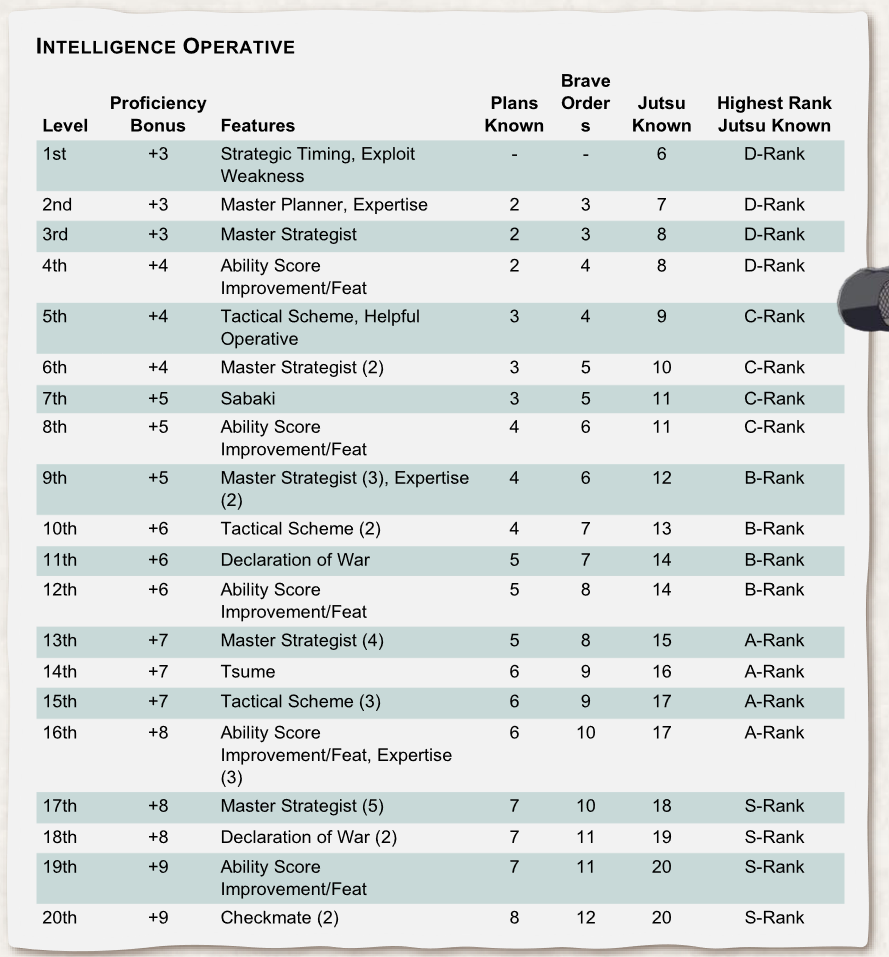 INTELLIGENCE OPERATIVE
Brave
Proficiency Plans Order Jutsu Highest Rank
Level Bonus Features Known s Known Jutsu Known
1st +3 Strategic Timing, Exploit - - 6 D-Rank
Weakness
2nd +3 Master Planner, Expertise 2 3 7 D-Rank
3rd +3 Master Strategist 2 3 8 D-Rank
4th +4 Ability Score 2 4 8 D-Rank
Improvement/Feat
5th +4 Tactical Scheme, Helpful 3 4 9 C-Rank
Operative
6th +4 Master Strategist (2) 3 5 10 C-Rank
7th +5 Sabaki 3 5 11 C-Rank
8th +5 Ability Score 4 6 11 C-Rank
Improvement/Feat
9th +5 Master Strategist (3), Expertise 4 6 12 B-Rank
(2)
10th +6 Tactical Scheme (2) 4 7 13 B-Rank
11th +6 Declaration of War 5 7 14 B-Rank
12th +6 Ability Score 5 8 14 B-Rank
Improvement/Feat
13th +7 Master Strategist (4) 5 8 15 A-Rank
14th +7 Tsume 6 9 16 A-Rank
15th +7 Tactical Scheme (3) 6 9 17 A-Rank
16th +8 Ability Score 6 10 17 A-Rank
Improvement/Feat, Expertise
(3)
17th +8 Master Strategist (5) 7 10 18 S-Rank
18th +8 Declaration of War (2) 7 11 19 S-Rank
19th +9 Ability Score 7 11 20 S-Rank
Improvement/Feat
20th +9 Checkmate (2) 8 12 20 S-Rank